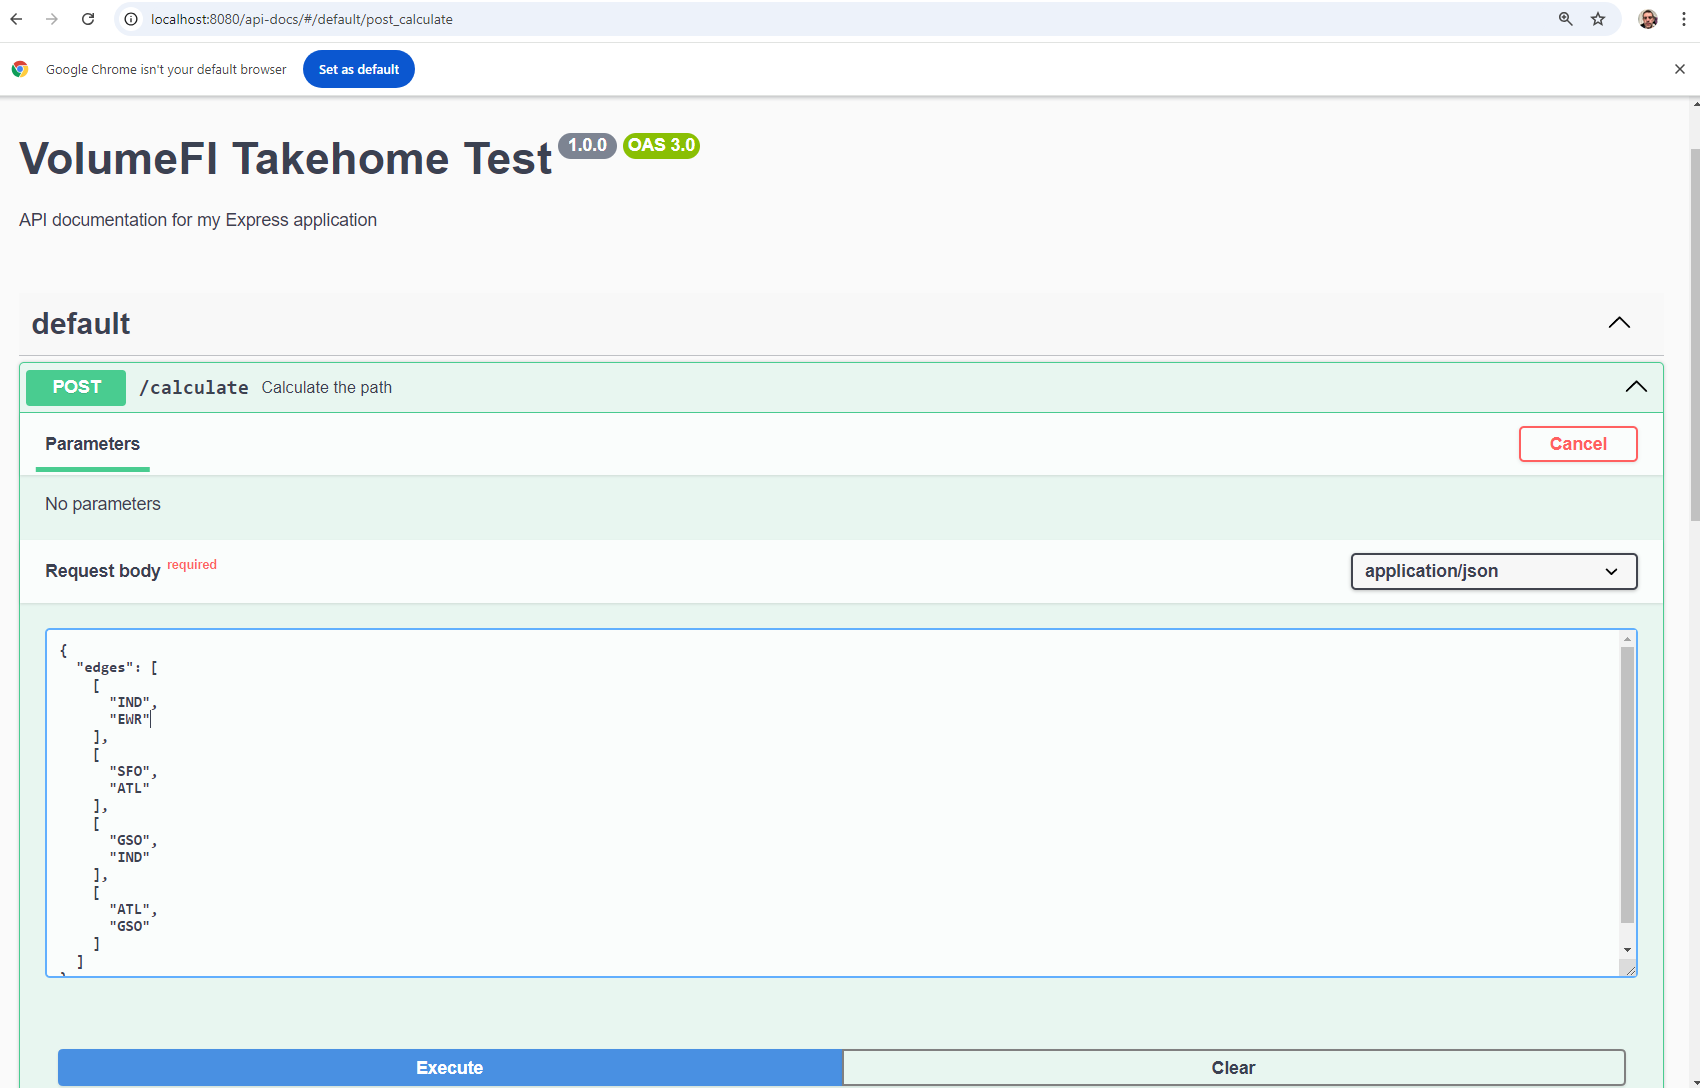 localhost:8080/api-docs/#/default/post_calculate
Google Chrome isn't your default browser
Set as default
VolumeFI Takehome Test 1.0.0 OAS 3.0
API documentation for my Express application
default
POST /calculate Calculate the path
Parameters
Cancel
No parameters
Request body required
application/json
{
"edges": [
[
"IND",
"EWR"
],
[
"SFO",
"ATL"
],
[
"GSO",
"IND"
],
[
"ATL",
"GSO"
]
]
Execute
Clear